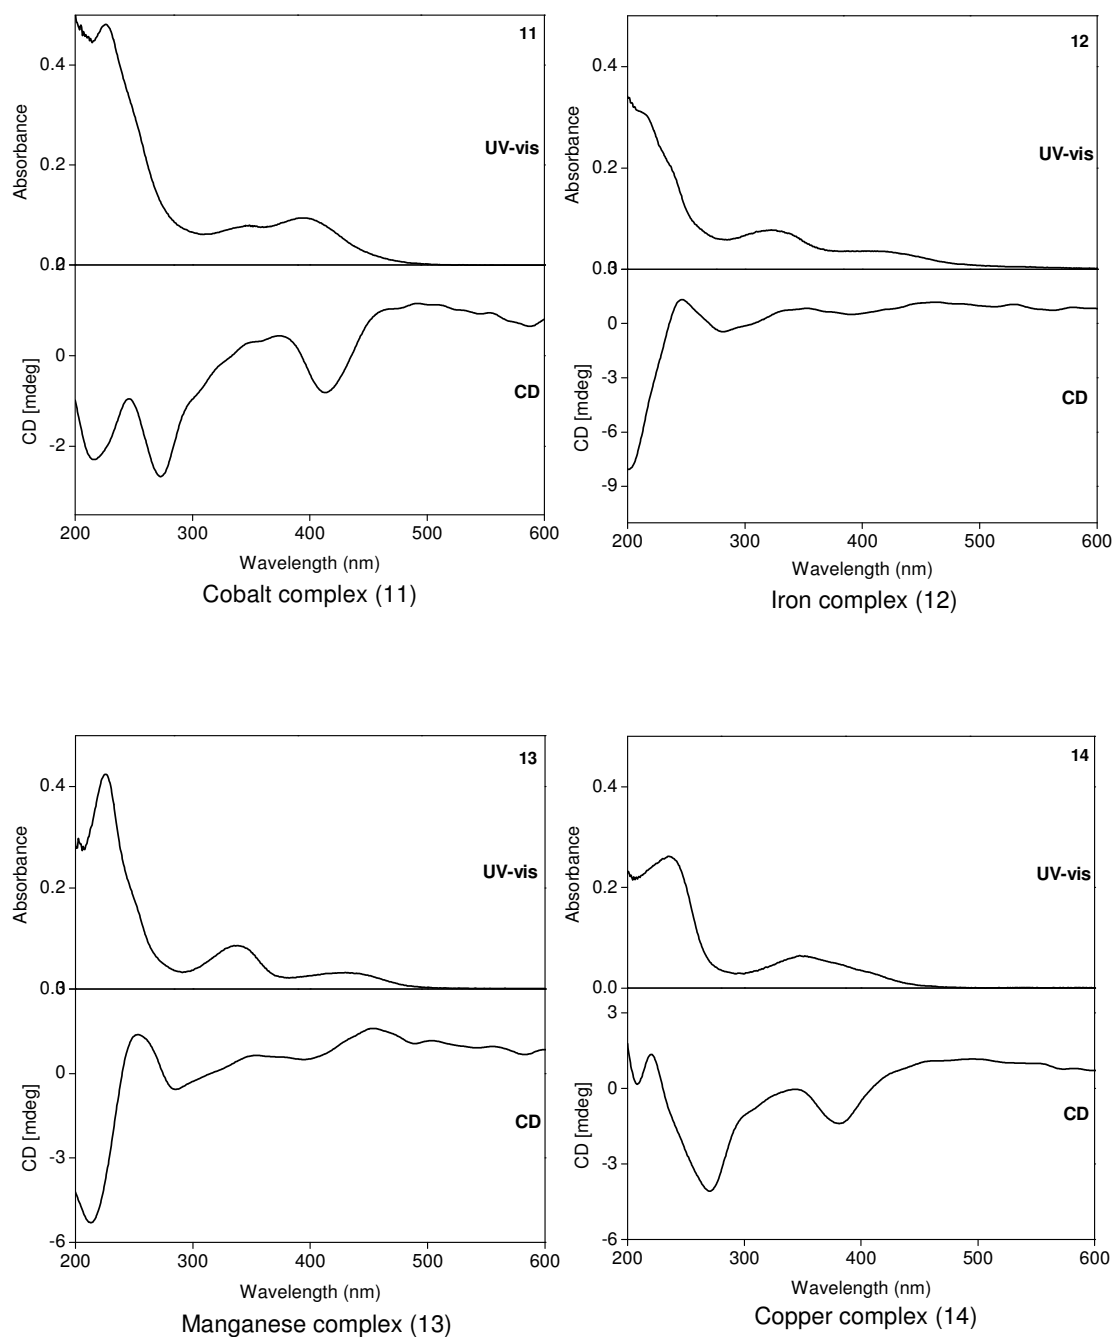 11
0.4
Absorbance
UV-vis
0.2
0.0
2
0
CD [mdeg]
CD
-2
200 300 400 500 600
Wavelength (nm)
Cobalt complex (11)
12
0.4
Absorbance
UV-vis
0.2
0.0
3
0
-3
CD [mdeg]
CD
-6
-9
200 300 400 500 600
Wavelength (nm)
Iron complex (12)
13
0.4
Absorbance
UV-vis
0.2
0.0
3
0
CD [mdeg]
CD
-3
-6
200 300 400 500 600
Wavelength (nm)
Manganese complex (13)
14
0.4
Absorbance
UV-vis
0.2
0.0
3
0
CD [mdeg]
CD
-3
-6
200 300 400 500 600
Wavelength (nm)
Copper complex (14)